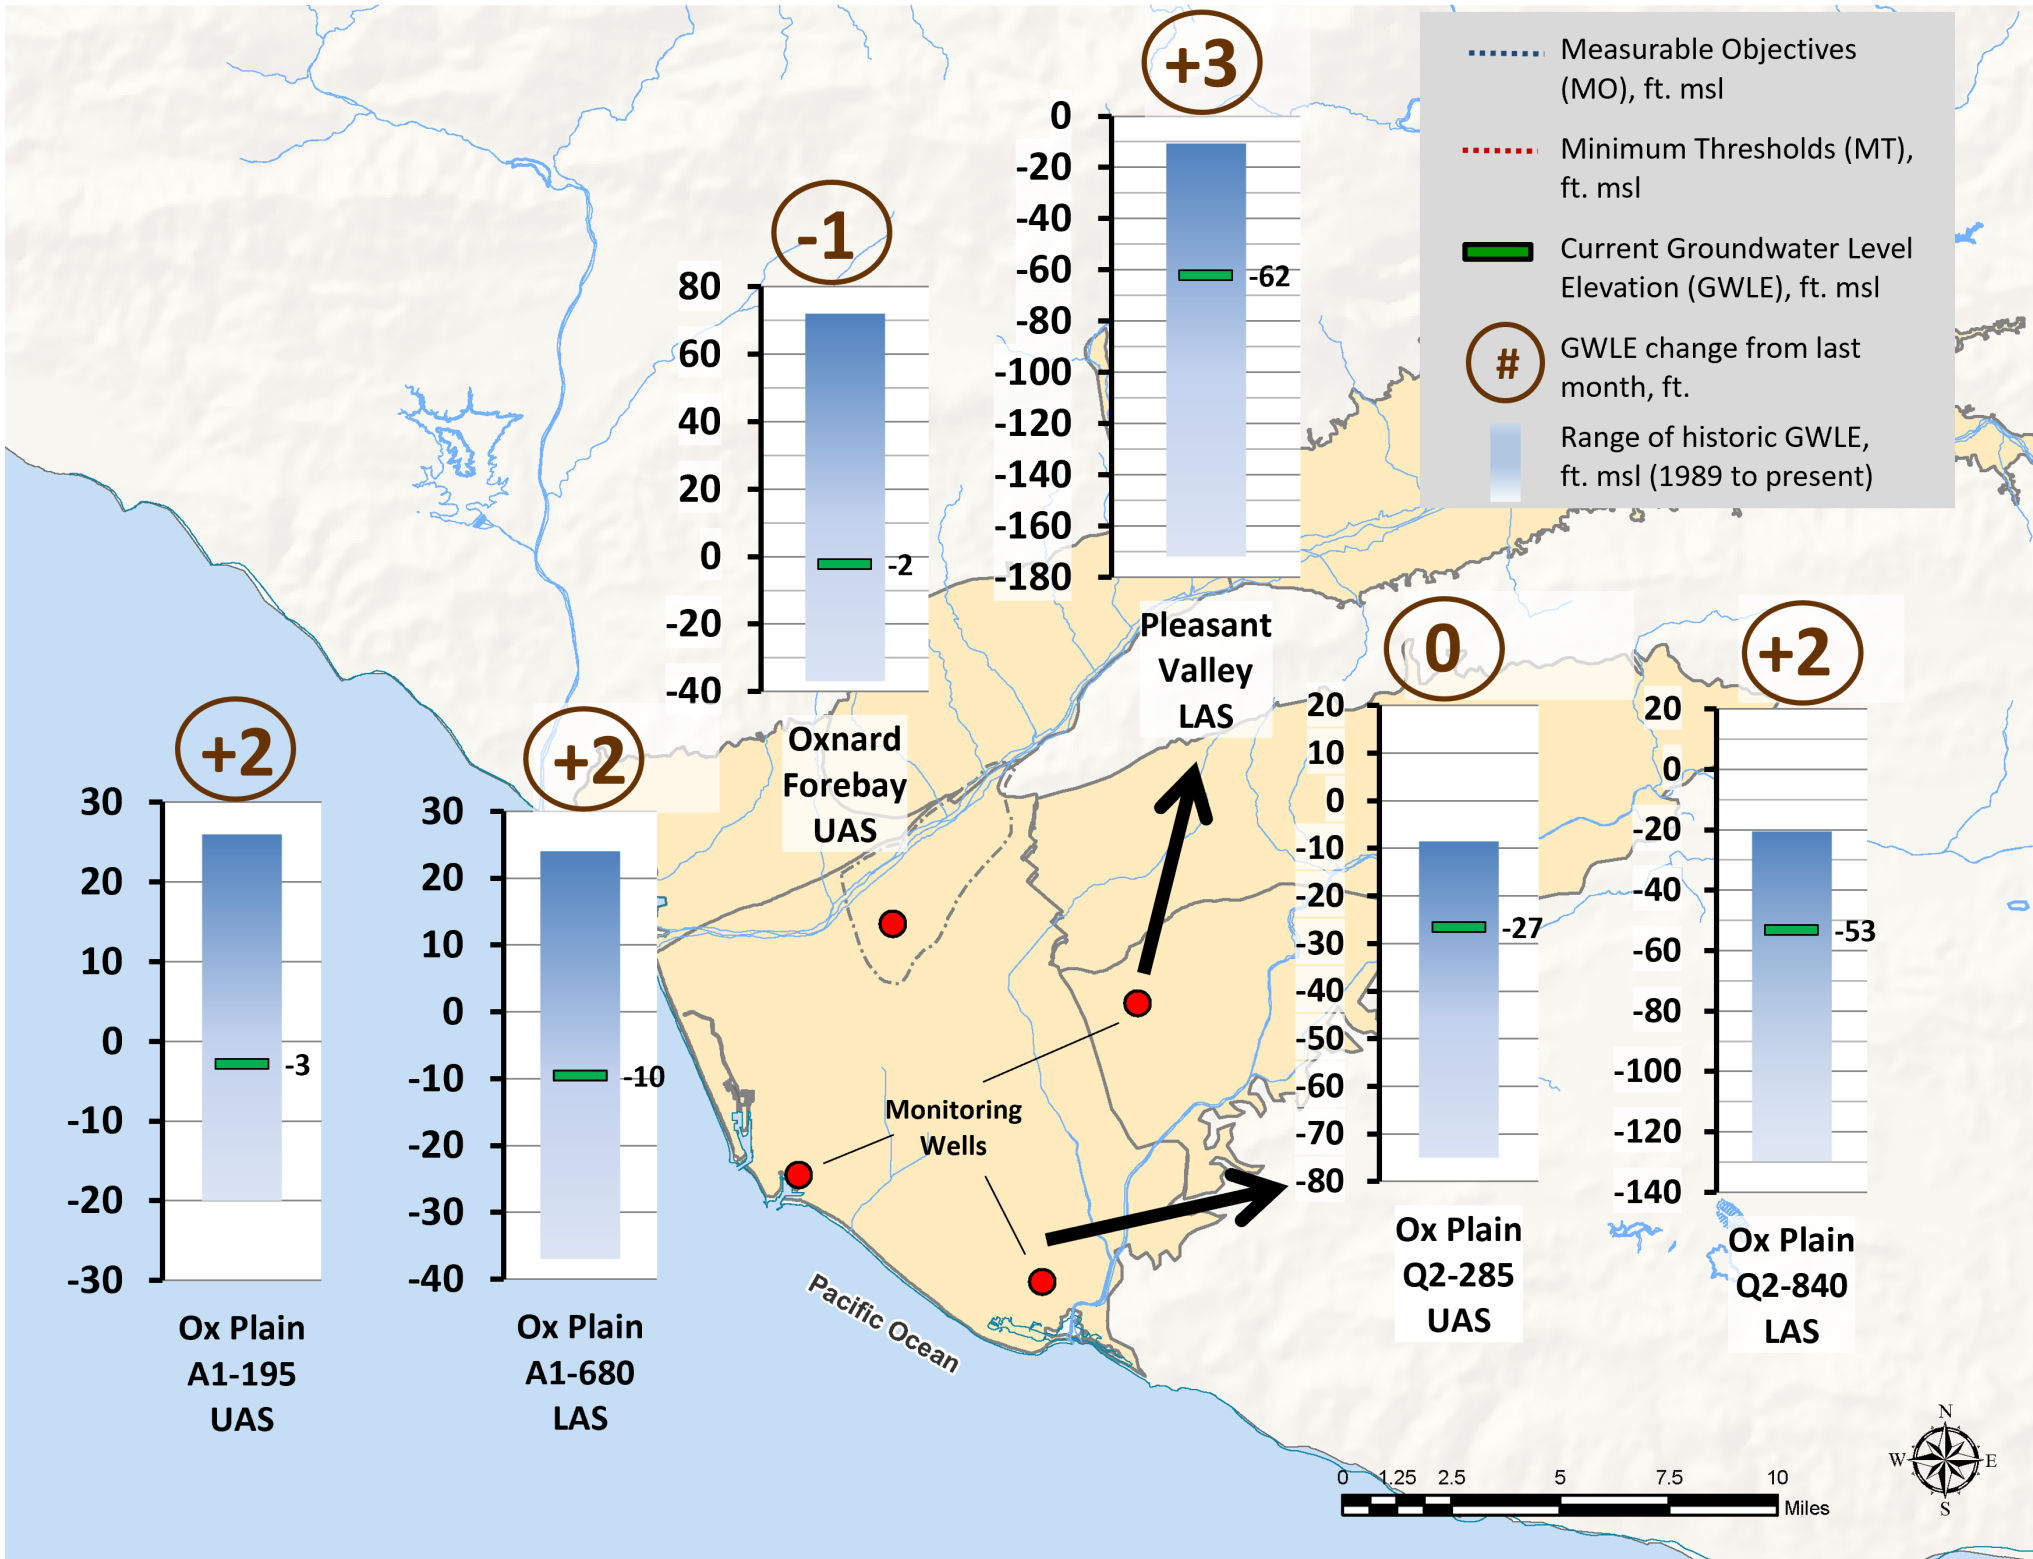 +3
0
-20
-40
-60
-80
-100
-120
-140
-160
-180
-62
Pleasant
Valley
LAS
Measurable Objectives
(MO), ft. msl
Minimum Thresholds (MT),
ft. msl
Current Groundwater Level
Elevation (GWLE), ft. msl
#
GWLE change from last
month, ft.
Range of historic GWLE,
ft. msl (1989 to present)
-1
80
60
40
20
0
-20
-40
-2
Oxnard
Forebay
UAS
+2
30
20
10
0
-10
-20
-30
-3
Ox Plain
A1-195
UAS
+2
30
20
10
0
-10
-20
-30
-40
-10
Ox Plain
A1-680
LAS
0
20
10
0
-10
-20
-30
-40
-50
-60
-70
-80
-27
Ox Plain
Q2-285
UAS
+2
20
0
-20
-40
-60
-80
-100
-120
-140
-53
Ox Plain
Q2-840
LAS
Monitoring
Wells
Pacific Ocean
N
W E
S
0 1.25 2.5 5 7.5 10
Miles